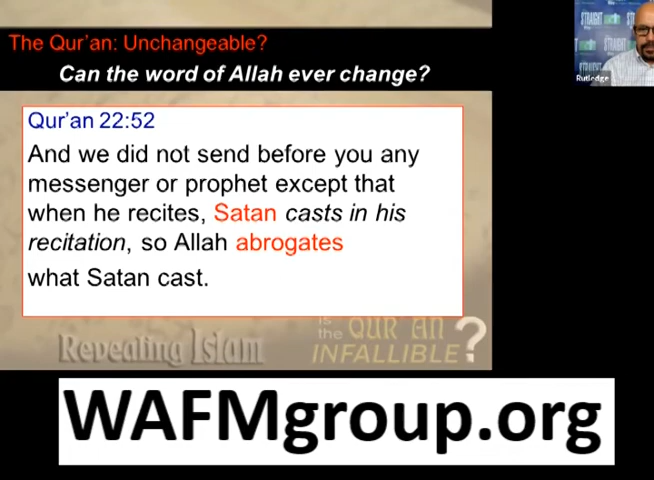 The Qur'an: Unchangeable?
Can the word of Allah ever change?
Qur'an 22:52
And we did not send before you any
messenger or prophet except that
when he recites, Satan casts in his
recitation, so Allah abrogates
what Satan cast.
Revealing Islam
is
the QUR'AN
INFALLIBLE?
WAFMgroup.org
STRAIGHT
STRAIGHT
Rutledge